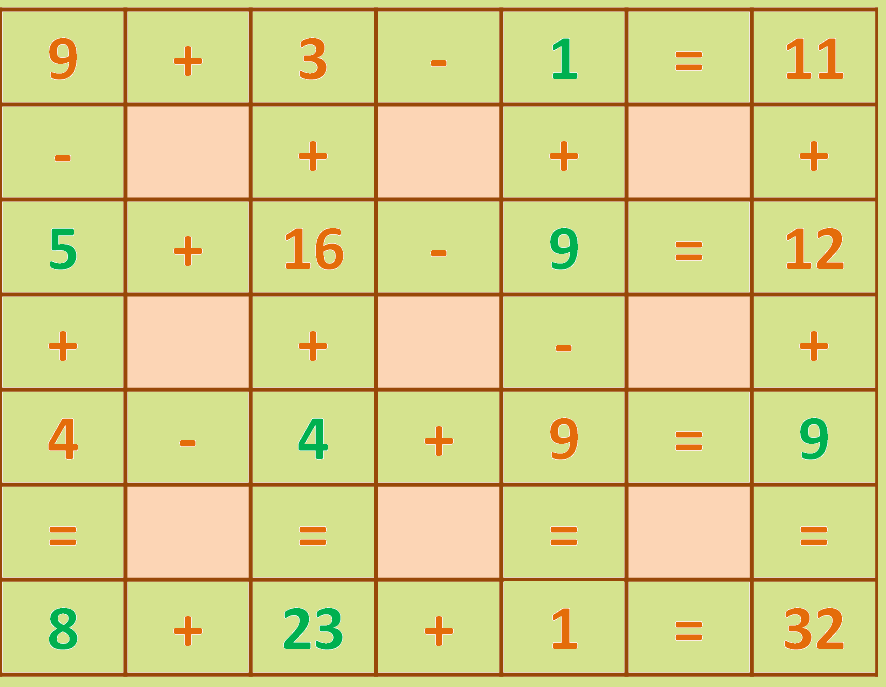 9 + 3 - 1 = 11
- + + +
5 + 16 - 9 = 12
+ + - +
4 - 4 + 9 = 9
= = = =
8 + 23 + 1 = 32